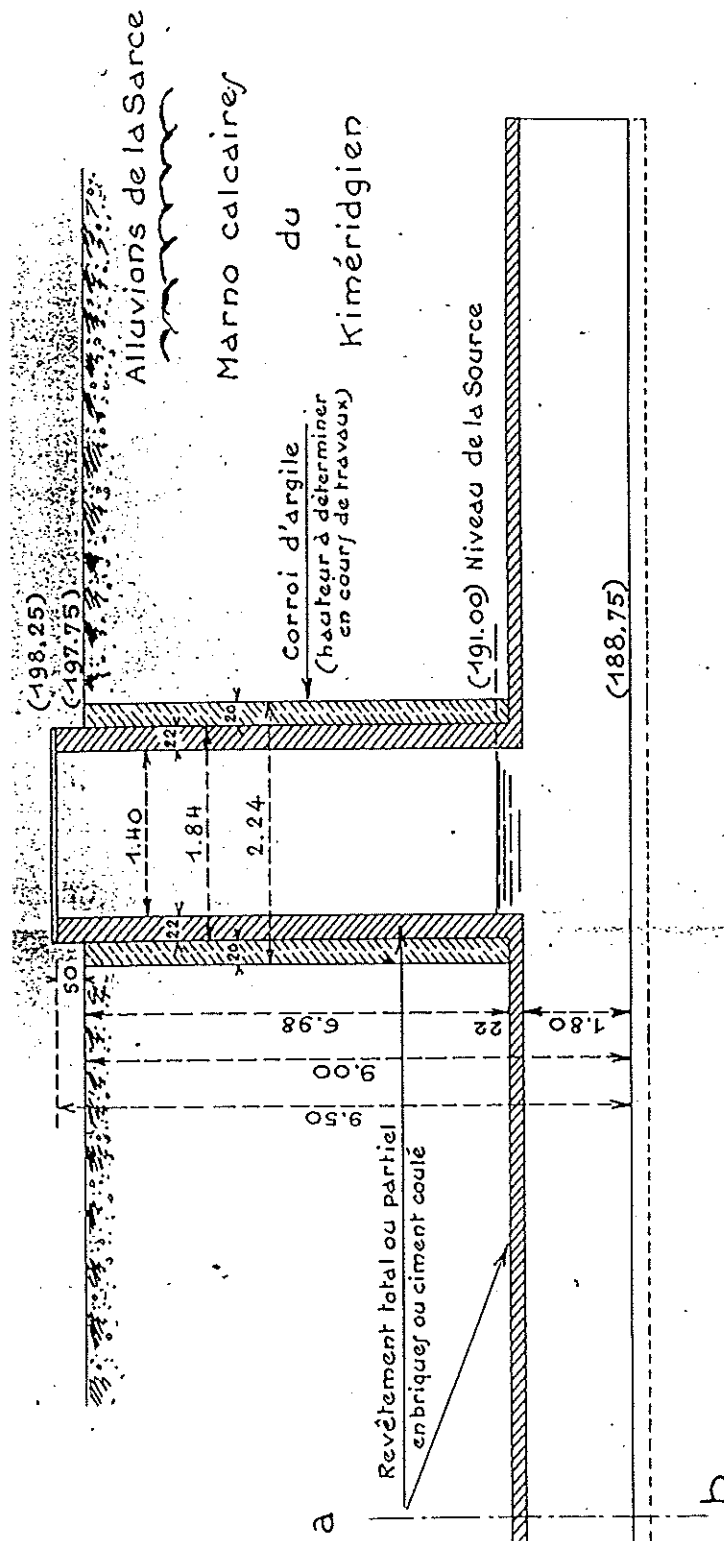 (198.25)
(197.75)
Alluvions de la Sarce
Marno calcaires
du
Kiméridgien
Corroi d'argile
(hauteur à déterminer
en cours de travaux)
(191.00) Niveau de la Source
(188.75)
50
22
22
20
20
1.40
1.84
2.24
6.98
22
1.80
9.00
9.50
Revêtement total ou partiel
en briques ou ciment coulé
a
b